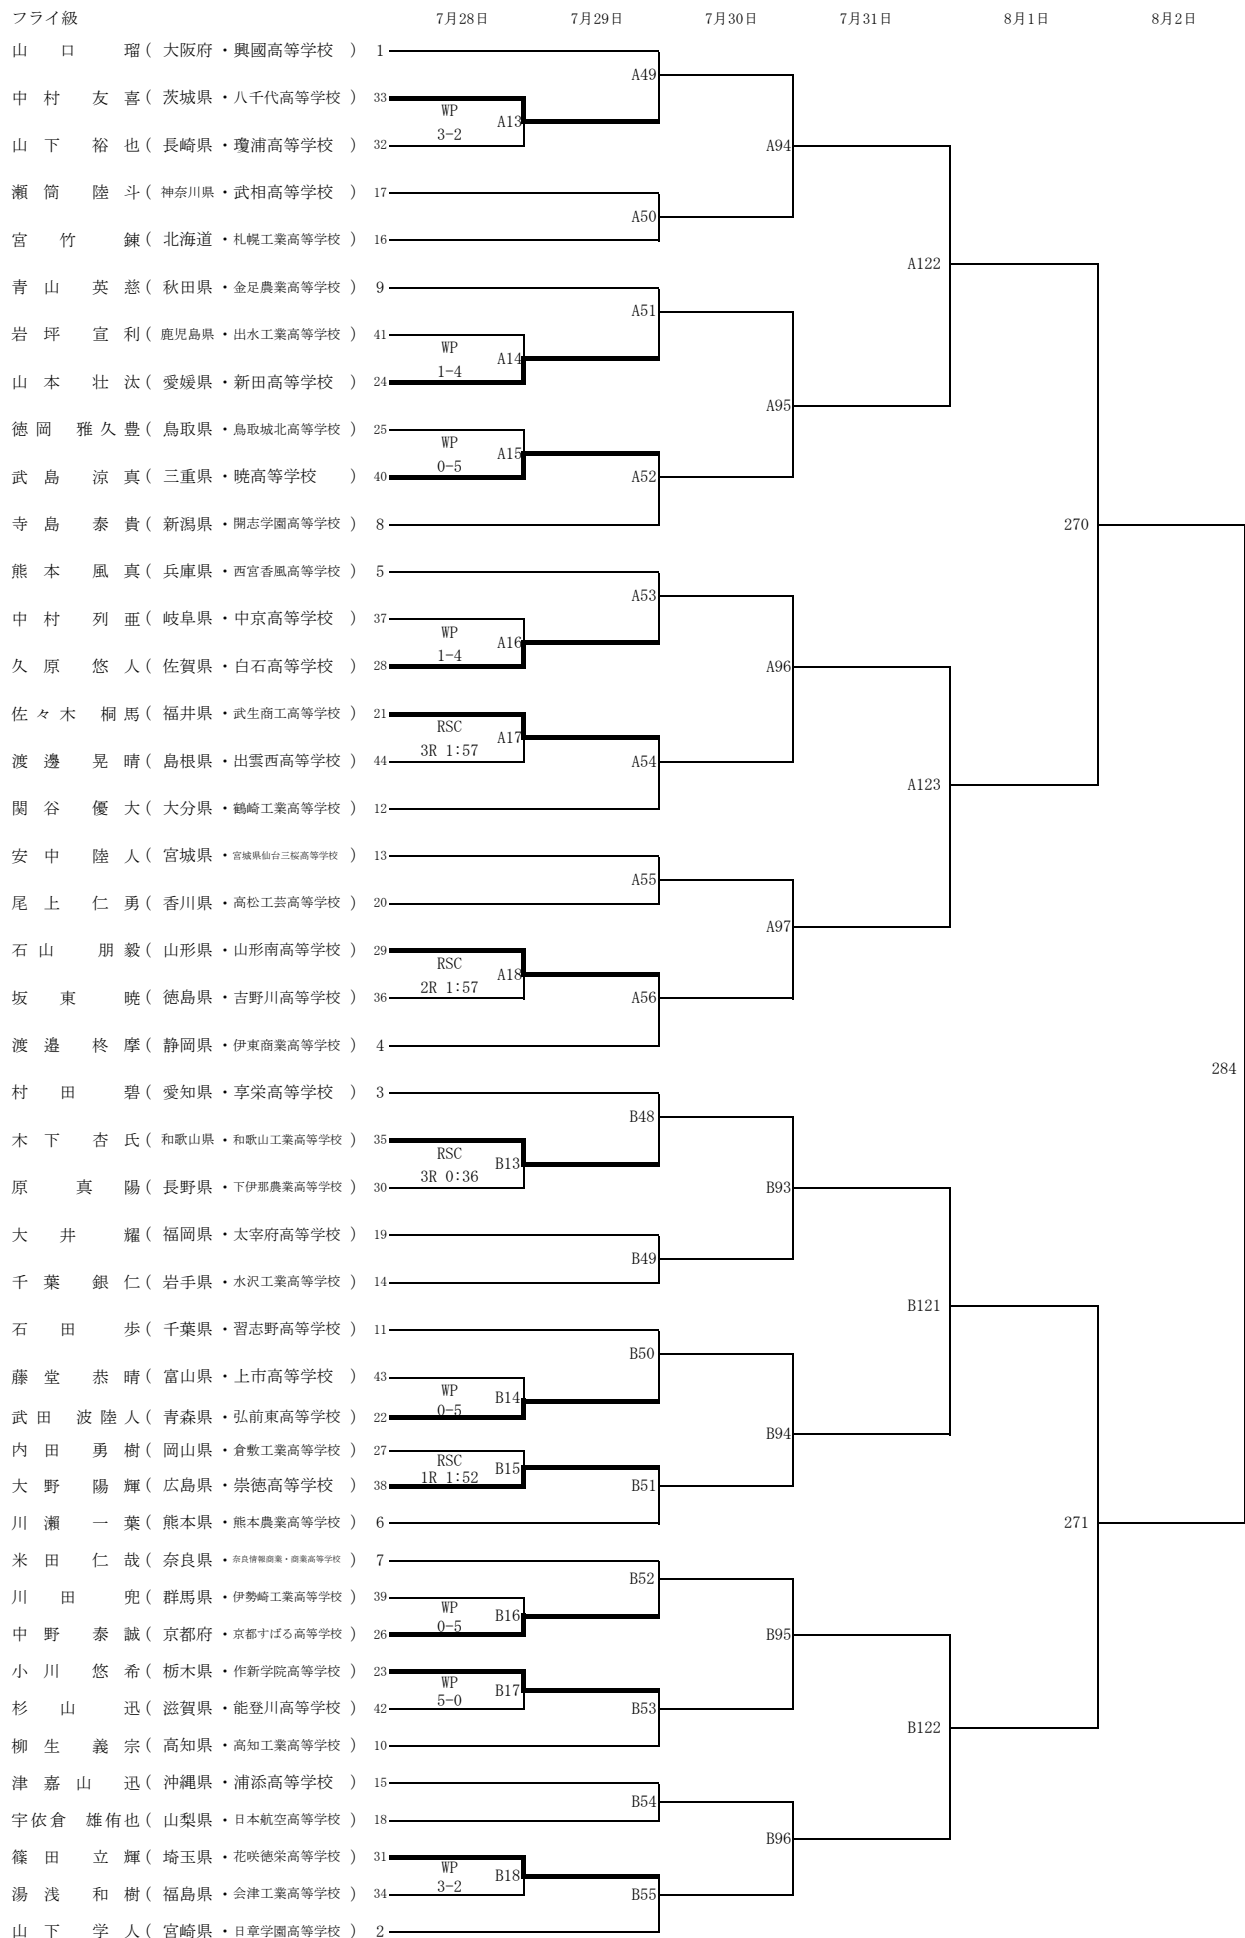 フライ級 7月28日 7月29日 7月30日 7月31日 8月1日 8月2日
山口 瑠 ( 大阪府 ・ 興國高等学校 ) 1
A49
中村 友喜 ( 茨城県 ・ 八千代高等学校 ) 33
WP A13
3-2
山下 裕也 ( 長崎県 ・ 瓊浦高等学校 ) 32
A94
瀬筒 陸斗 ( 神奈川県 ・ 武相高等学校 ) 17
A50
宮竹 錬 ( 北海道 ・ 札幌工業高等学校 ) 16
A122
青山 英慈 ( 秋田県 ・ 金足農業高等学校 ) 9
A51
岩坪 宣利 ( 鹿児島県 ・ 出水工業高等学校 ) 41
WP A14
1-4
山本 壮汰 ( 愛媛県 ・ 新田高等学校 ) 24
A95
徳岡 雅久豊 ( 鳥取県 ・ 鳥取城北高等学校 ) 25
WP A15
0-5
武島 涼真 ( 三重県 ・ 暁高等学校 ) 40
A52
寺島 泰貴 ( 新潟県 ・ 開志学園高等学校 ) 8
270
熊本 風真 ( 兵庫県 ・ 西宮香風高等学校 ) 5
A53
中村 列亜 ( 岐阜県 ・ 中京高等学校 ) 37
WP A16
1-4
久原 悠人 ( 佐賀県 ・ 白石高等学校 ) 28
A96
佐々木 桐馬 ( 福井県 ・ 武生商工高等学校 ) 21
RSC A17
3R 1:57
渡邊 晃晴 ( 島根県 ・ 出雲西高等学校 ) 44
A54
A123
関谷 優大 ( 大分県 ・ 鶴崎工業高等学校 ) 12
安中 陸人 ( 宮城県 ・ 宮城県仙台三桜高等学校 ) 13
A55
尾上 仁勇 ( 香川県 ・ 高松工芸高等学校 ) 20
A97
石山 朋毅 ( 山形県 ・ 山形南高等学校 ) 29
RSC A18
2R 1:57
坂東 暁 ( 徳島県 ・ 吉野川高等学校 ) 36
A56
渡邉 柊摩 ( 静岡県 ・ 伊東商業高等学校 ) 4
284
村田 碧 ( 愛知県 ・ 享栄高等学校 ) 3
B48
木下 杏氏 ( 和歌山県 ・ 和歌山工業高等学校 ) 35
RSC B13
3R 0:36
原 真陽 ( 長野県 ・ 下伊那農業高等学校 ) 30
B93
大井 耀 ( 福岡県 ・ 太宰府高等学校 ) 19
B49
千葉 銀仁 ( 岩手県 ・ 水沢工業高等学校 ) 14
B121
石田 歩 ( 千葉県 ・ 習志野高等学校 ) 11
B50
藤堂 恭晴 ( 富山県 ・ 上市高等学校 ) 43
WP B14
0-5
武田 波陸人 ( 青森県 ・ 弘前東高等学校 ) 22
B94
内田 勇樹 ( 岡山県 ・ 倉敷工業高等学校 ) 27
RSC B15
1R 1:52
大野 陽輝 ( 広島県 ・ 崇徳高等学校 ) 38
B51
川瀬 一葉 ( 熊本県 ・ 熊本農業高等学校 ) 6
271
米田 仁哉 ( 奈良県 ・ 奈良情報商業・商業高等学校 ) 7
B52
川田 兜 ( 群馬県 ・ 伊勢崎工業高等学校 ) 39
WP B16
0-5
中野 泰誠 ( 京都府 ・ 京都すばる高等学校 ) 26
B95
小川 悠希 ( 栃木県 ・ 作新学院高等学校 ) 23
WP B17
5-0
杉山 迅 ( 滋賀県 ・ 能登川高等学校 ) 42
B53
B122
柳生 義宗 ( 高知県 ・ 高知工業高等学校 ) 10
津嘉山 迅 ( 沖縄県 ・ 浦添高等学校 ) 15
B54
宇依倉 雄侑也 ( 山梨県 ・ 日本航空高等学校 ) 18
B96
篠田 立輝 ( 埼玉県 ・ 花咲徳栄高等学校 ) 31
WP B18
3-2
湯浅 和樹 ( 福島県 ・ 会津工業高等学校 ) 34
B55
山下 学人 ( 宮崎県 ・ 日章学園高等学校 ) 2